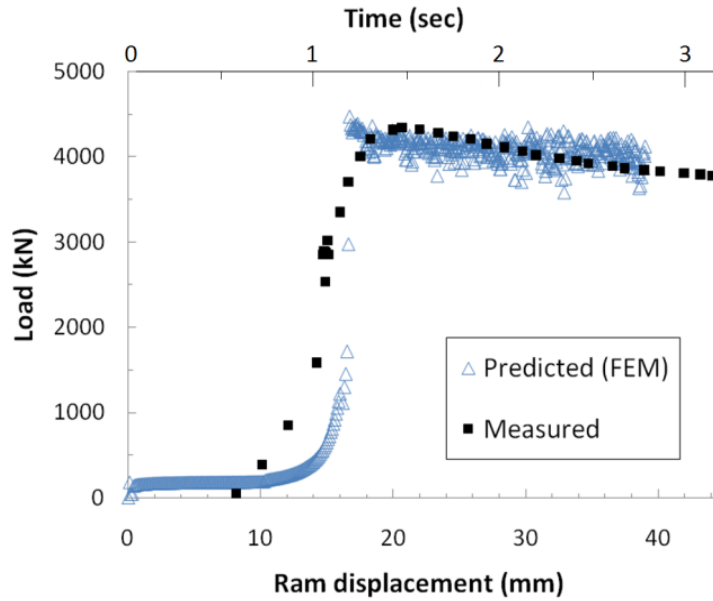 Time (sec)
0 1 2 3
5000
4000
3000
2000
1000
0
Load (kN)
△ Predicted (FEM)
■ Measured
0 10 20 30 40
Ram displacement (mm)